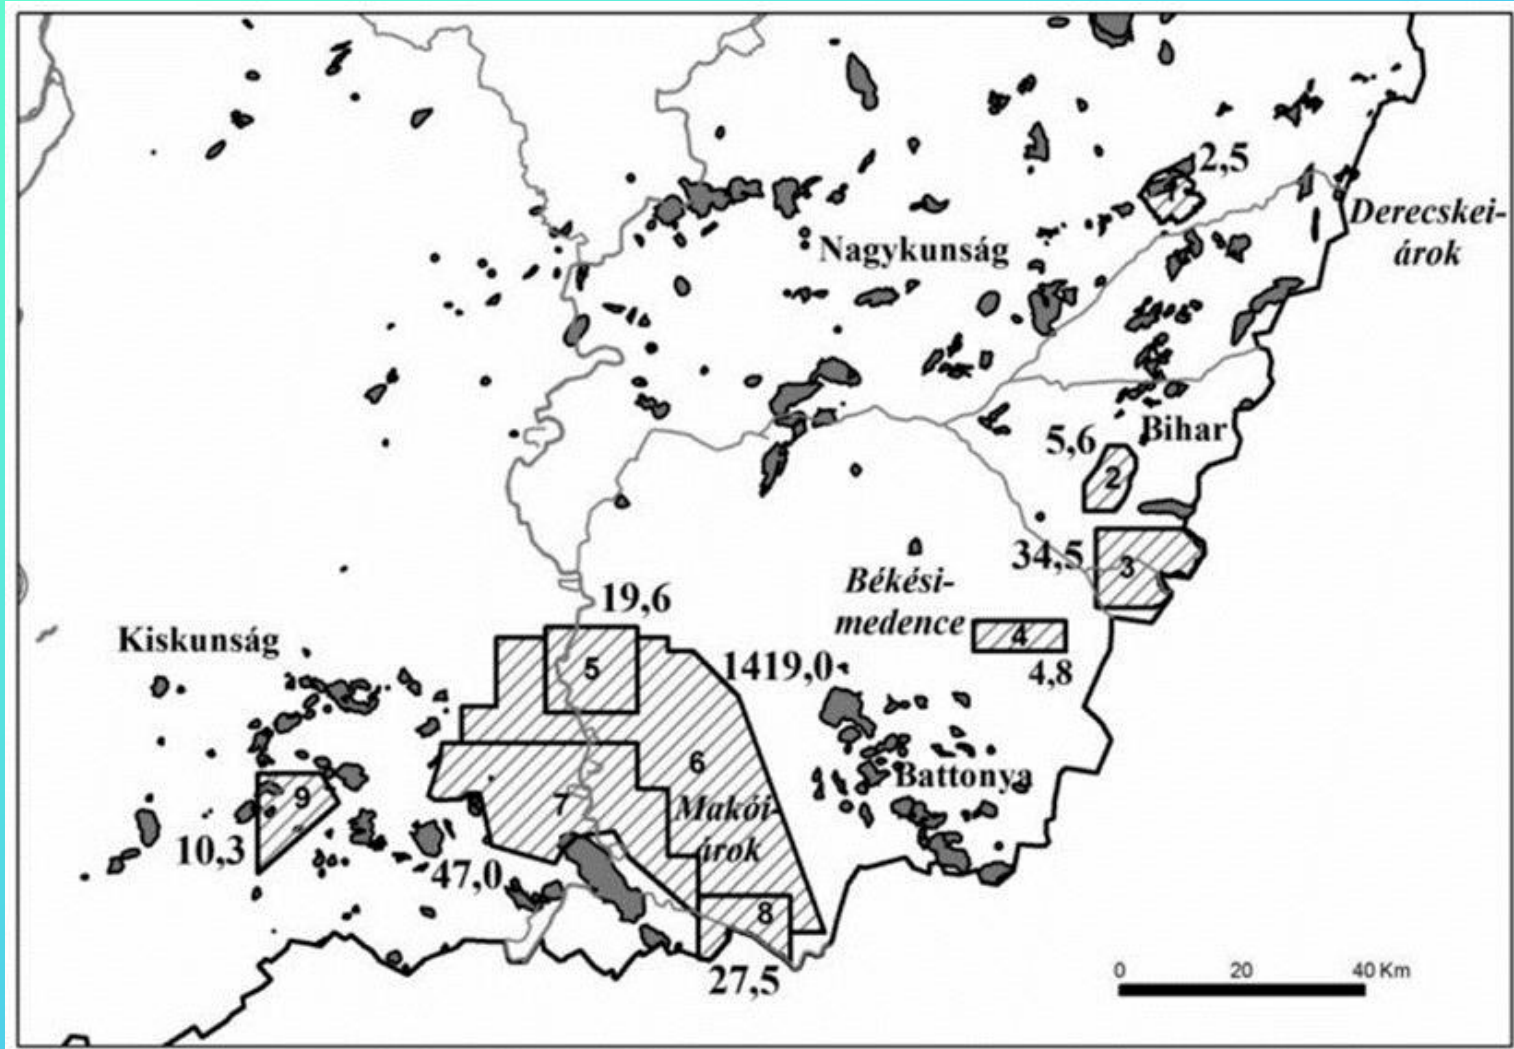 2,5
1
Derecskei-
árok
Nagykunság
Bihar
5,6
2
34,5
3
Békési-
medence
4
4,8
19,6
5
Kiskunság
1419,0
6
Battonya
9
7
Makói-
árok
10,3
47,0
8
27,5
0 20 40 Km